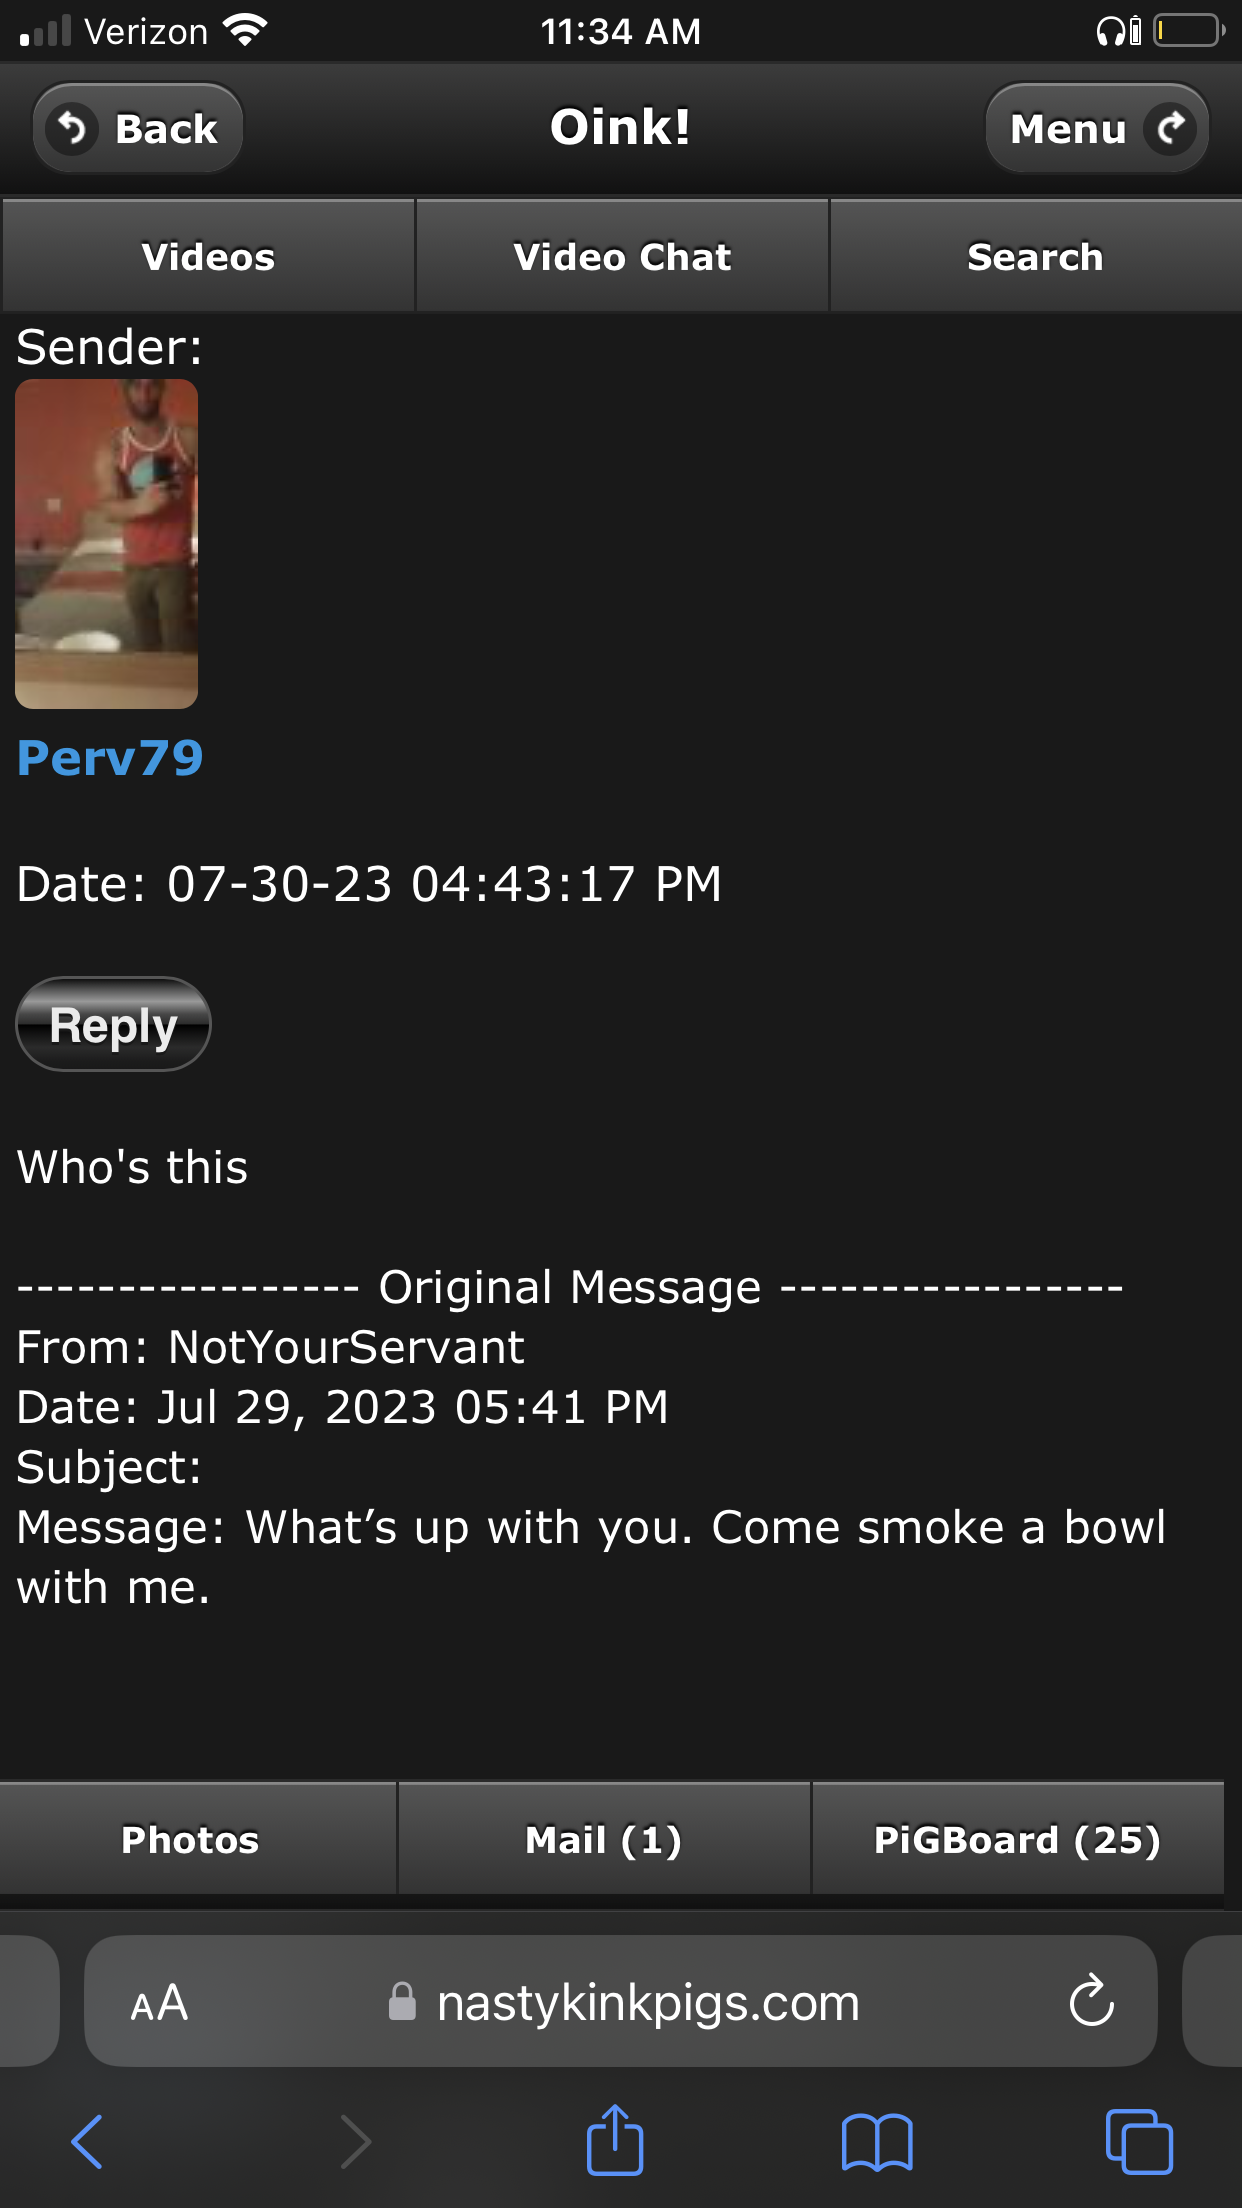 Verizon 11:34 AM
Back Oink! Menu
Videos Video Chat Search
Sender:
Perv79
Date: 07-30-23 04:43:17 PM
Reply
Who's this
----------------- Original Message -----------------
From: NotYourServant
Date: Jul 29, 2023 05:41 PM
Subject:
Message: What’s up with you. Come smoke a bowl
with me.
Photos Mail (1) PiGBoard (25)
AA nastykinkpigs.com